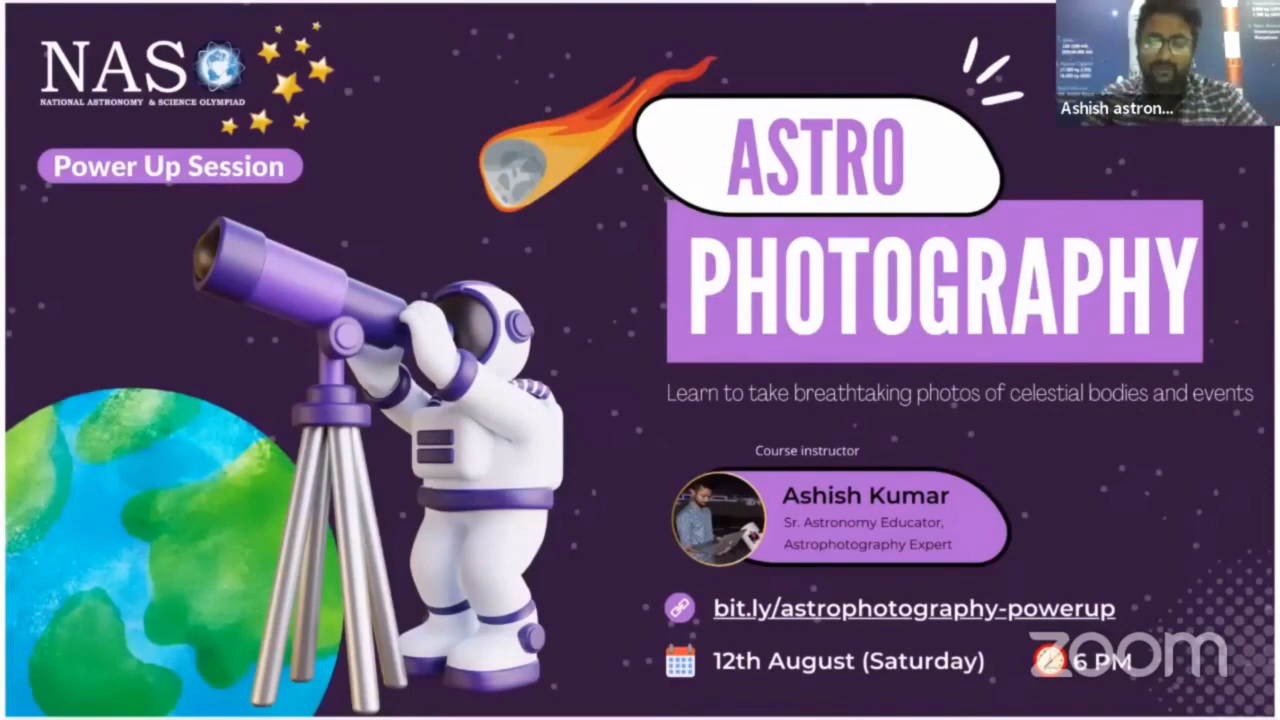 NAS
NATIONAL ASTRONOMY & SCIENCE OLYMPIAD
Power Up Session
Ashish astron...
ASTRO
PHOTOGRAPHY
Learn to take breathtaking photos of celestial bodies and events
Course instructor
Ashish Kumar
Sr. Astronomy Educator,
Astrophotography Expert
bit.ly/astrophotography-powerup
12th August (Saturday)
6 PM
zoom